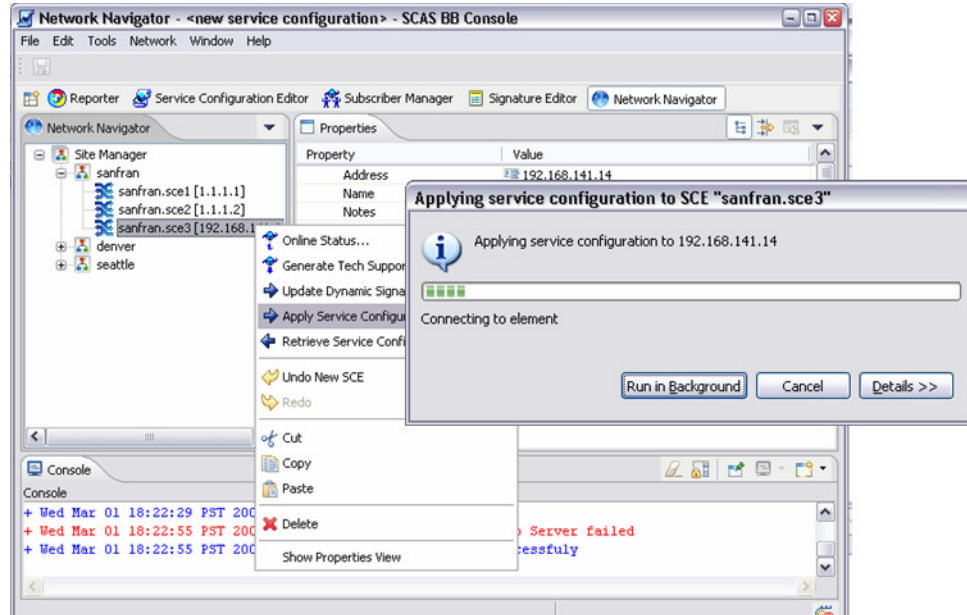 Network Navigator - <new service configuration> - SCAS BB Console
File Edit Tools Network Window Help
Reporter Service Configuration Editor Subscriber Manager Signature Editor Network Navigator
Network Navigator
Properties
Site Manager
sanfran
sanfran.sce1 [1.1.1.1]
sanfran.sce2 [1.1.1.2]
sanfran.sce3 [192.168.1
denver
seattle
Property Value
Address 192.168.141.14
Name
Notes
Online Status...
Generate Tech Suppor
Update Dynamic Signa
Apply Service Configur
Retrieve Service Confi
Undo New SCE
Redo
Cut
Copy
Paste
Delete
Show Properties View
Applying service configuration to SCE "sanfran.sce3"
Applying service configuration to 192.168.141.14
Connecting to element
Run in Background Cancel Details >>
Console
Console
+ Wed Mar 01 18:22:29 PST 200
+ Wed Mar 01 18:22:55 PST 200 Server failed
+ Wed Mar 01 18:22:55 PST 200 cessfuly